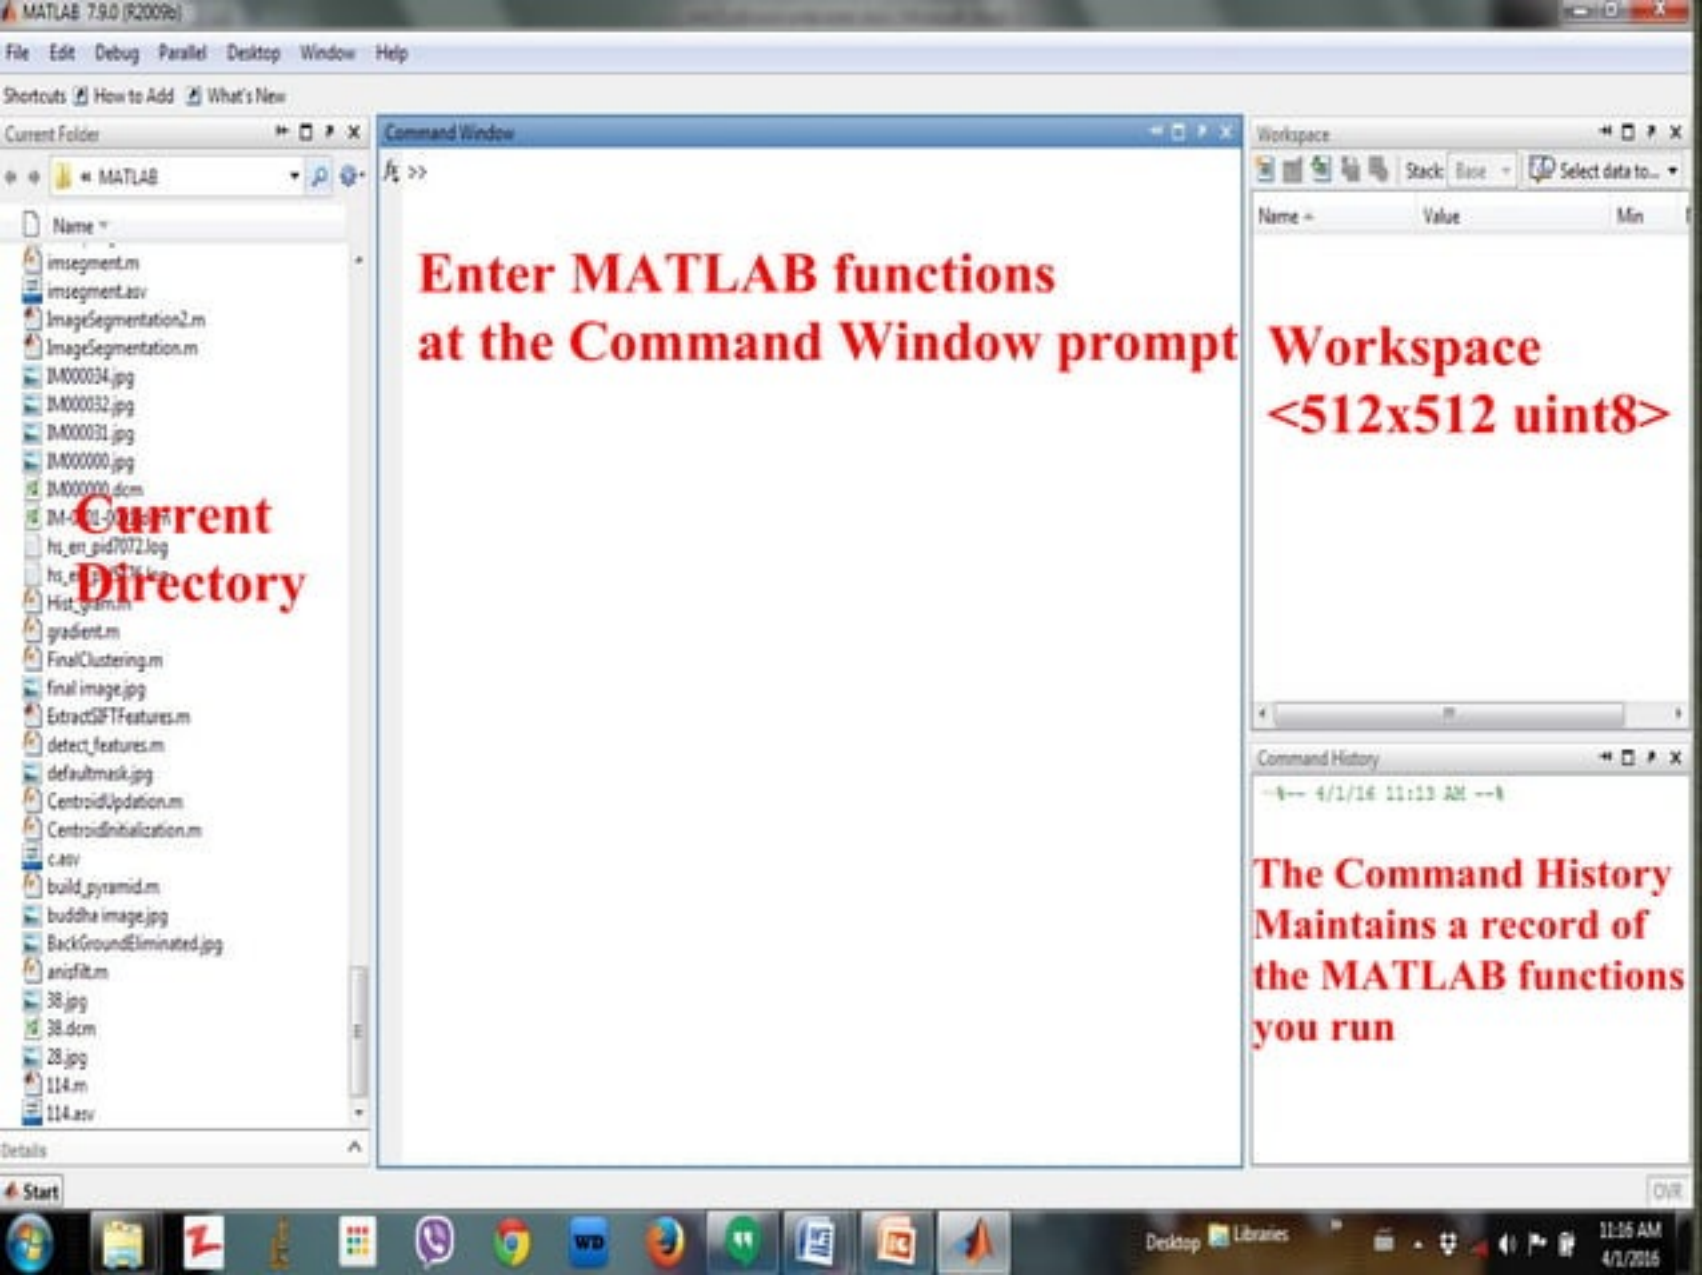 MATLAB 7.9.0 (R2009b)
File Edit Debug Parallel Desktop Window Help
Shortcuts How to Add What's New
Current Folder
« MATLAB
Name
imsegment.m
imsegment.asv
ImageSegmentation2.m
ImageSegmentation.m
IM000034.jpg
IM000032.jpg
IM000031.jpg
IM000000.jpg
IM000000.dcm
hs_err_pid7072.log
Hist_gram.m
gradient.m
FinalClustering.m
final image.jpg
ExtractSIFTFeatures.m
detect_features.m
defaultmask.jpg
CentroidUpdation.m
CentroidInitialization.m
c.asv
build_pyramid.m
buddha image.jpg
BackGroundEliminated.jpg
anisfilt.m
38.jpg
38.dcm
28.jpg
114.m
114.asv
Current
Directory
Details
Start
Command Window
fx >>
Enter MATLAB functions
at the Command Window prompt
Workspace
Stack: Base Select data to...
Name Value Min
Workspace
<512x512 uint8>
Command History
%-- 4/1/16 11:13 AM --%
The Command History
Maintains a record of
the MATLAB functions
you run
OVR
WD
Desktop Libraries
11:16 AM
4/1/2016